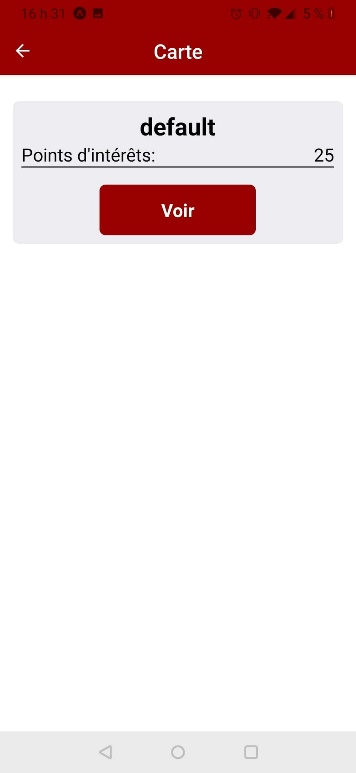 16 h 31 5 %
Carte
default
Points d'intérêts: 25
Voir